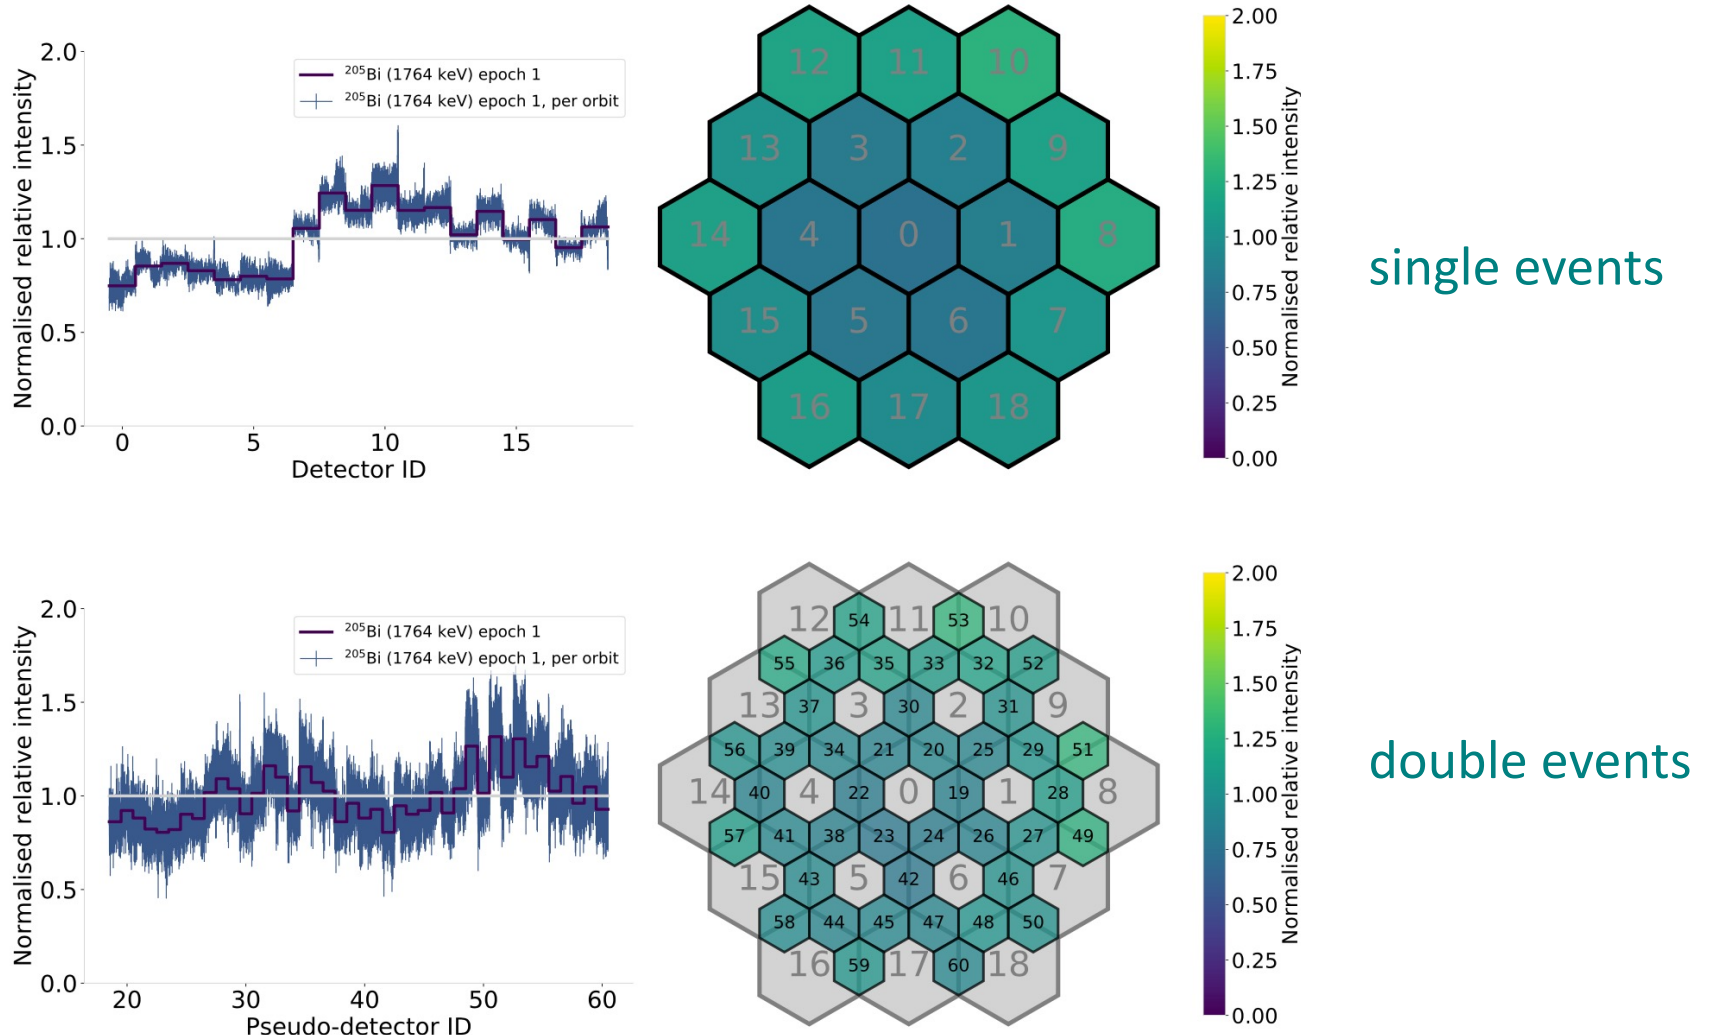 Normalised relative intensity
2.0
1.5
1.0
0.5
0.0
²⁰⁵Bi (1764 keV) epoch 1
²⁰⁵Bi (1764 keV) epoch 1, per orbit
0 5 10 15
Detector ID
12 11 10
13 3 2 9
14 4 0 1 8
15 5 6 7
16 17 18
2.00
1.75
1.50
1.25
1.00
0.75
0.50
0.25
0.00
Normalised relative intensity
single events
Normalised relative intensity
2.0
1.5
1.0
0.5
0.0
²⁰⁵Bi (1764 keV) epoch 1
²⁰⁵Bi (1764 keV) epoch 1, per orbit
20 30 40 50 60
Pseudo-detector ID
12 54 11 53 10
55 36 35 33 32 52
13 37 3 30 2 31 9
56 39 34 21 20 25 29 51
14 40 4 22 0 19 1 28 8
57 41 38 23 24 26 27 49
15 43 5 42 6 46 7
58 44 45 47 48 50
16 59 17 60 18
2.00
1.75
1.50
1.25
1.00
0.75
0.50
0.25
0.00
Normalised relative intensity
double events